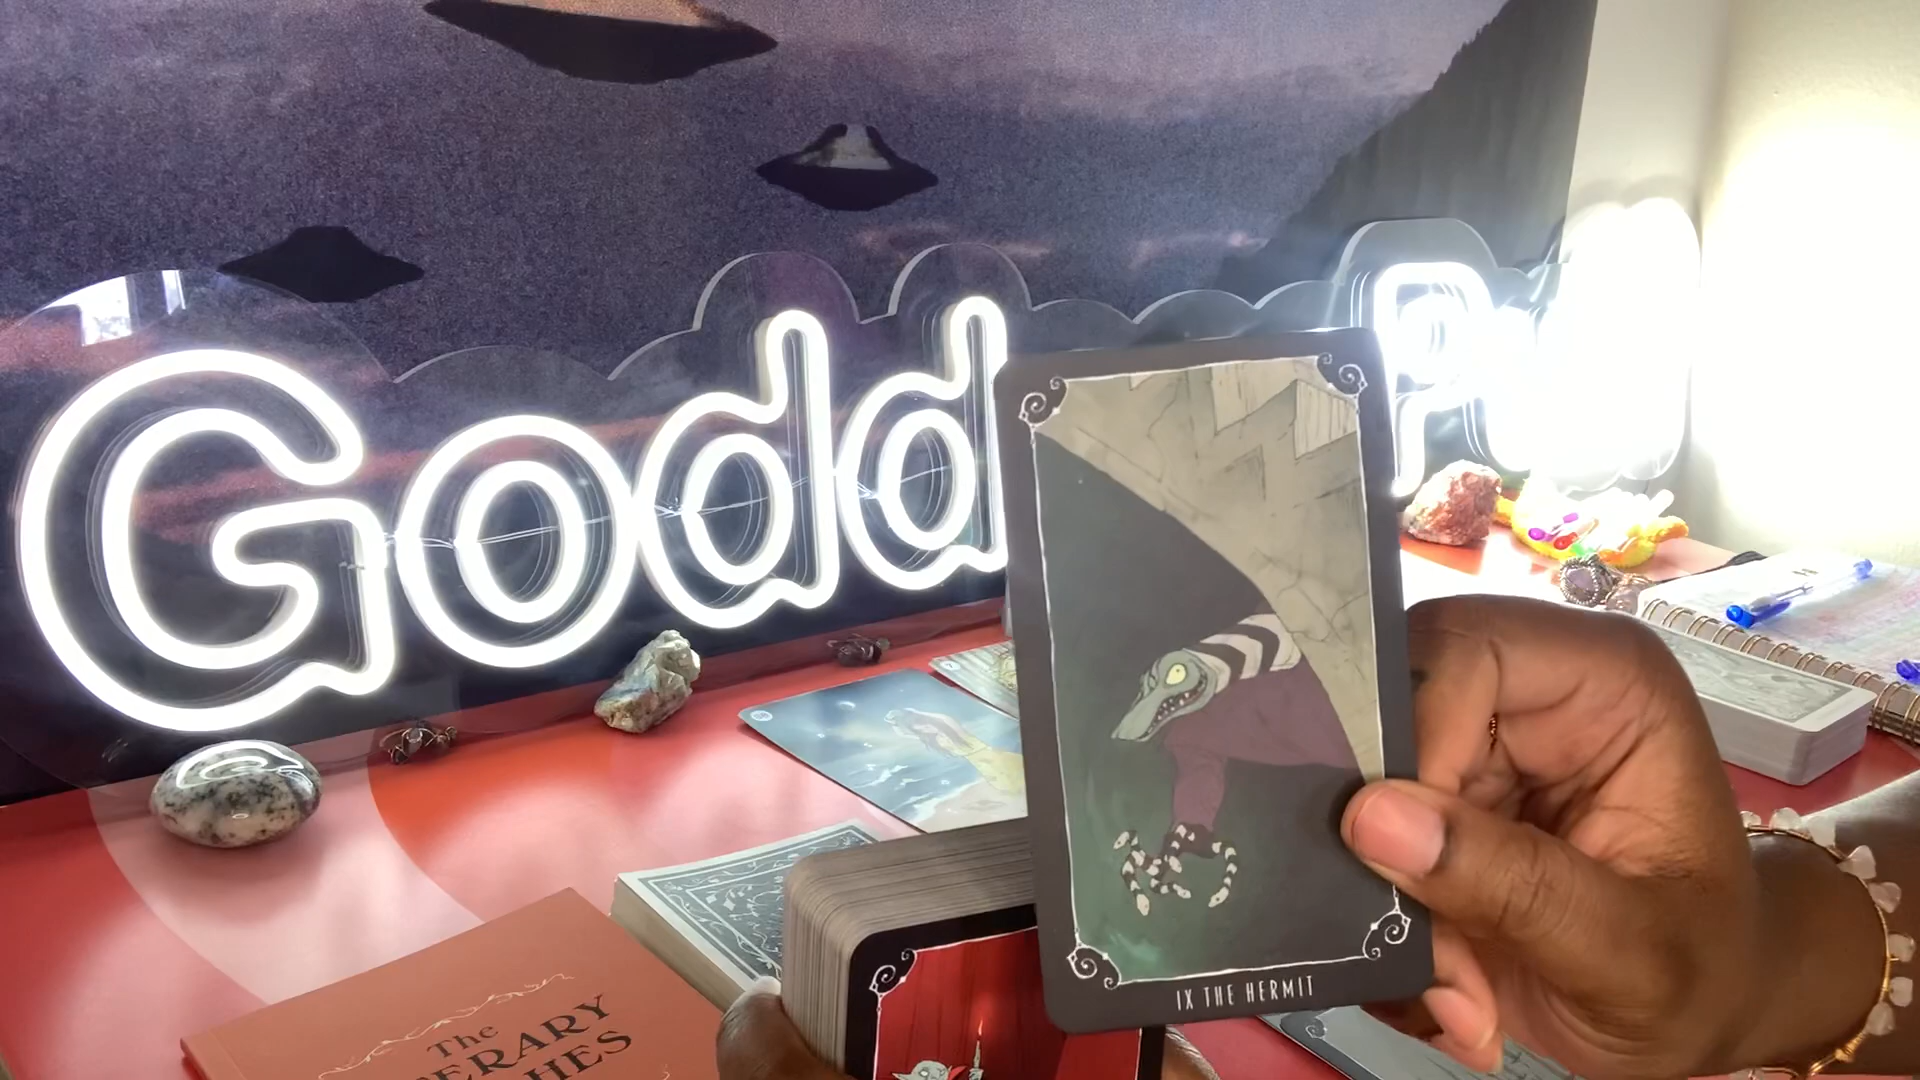 Godd
IX THE HERMIT
The
ERARY
HES